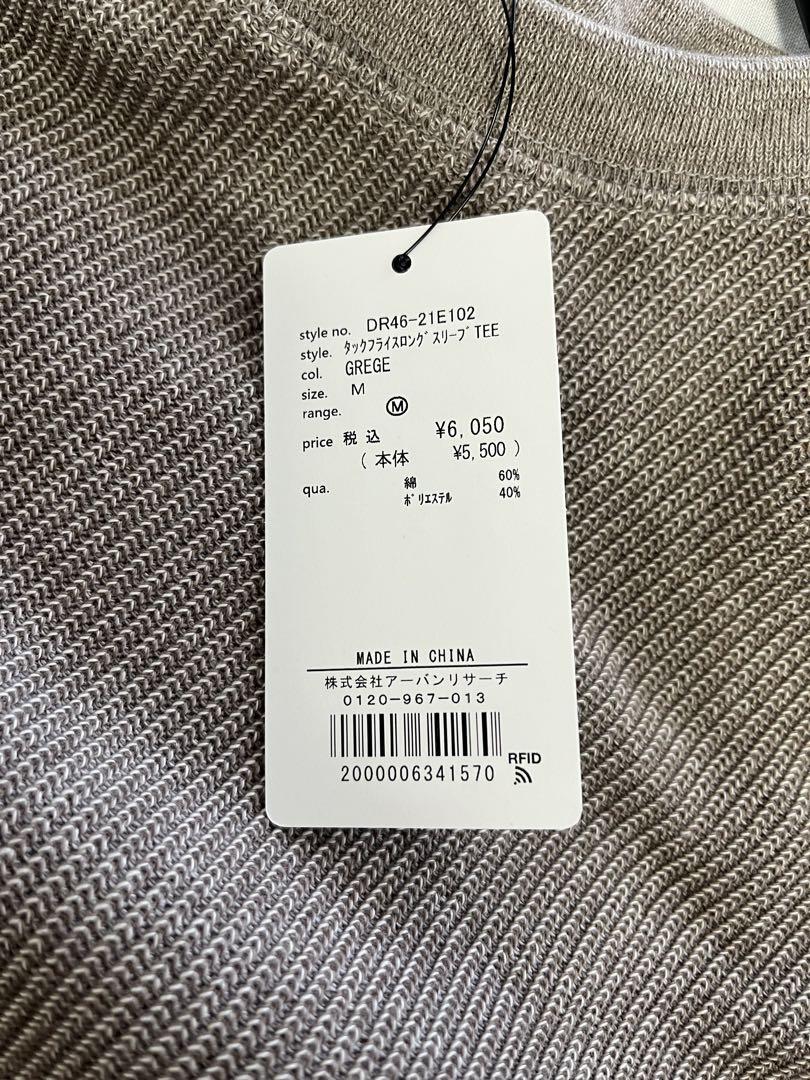 style no. DR46-21E102
style. ﾀｯｸﾌﾗｲｽﾛﾝｸﾞｽﾘｰﾌﾞTEE
col. GREGE
size. M
range. Ⓜ
price 税込 ¥6,050
( 本体 ¥5,500 )
qua. 綿 60%
ﾎﾟﾘｴｽﾃﾙ 40%
MADE IN CHINA
株式会社アーバンリサーチ
0120-967-013
RFID
2000006341570